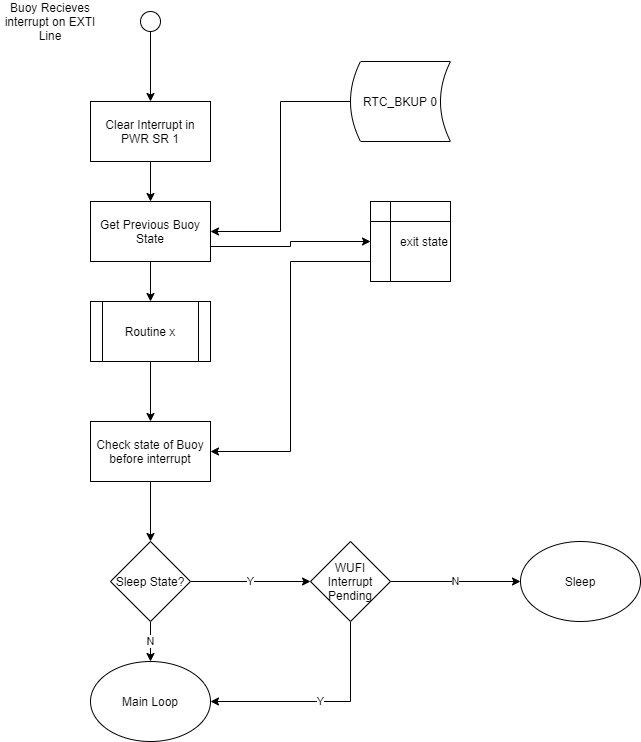 Buoy Recieves
interrupt on EXTI
Line
RTC_BKUP 0
Clear Interrupt in
PWR SR 1
Get Previous Buoy
State
exit state
Routine x
Check state of Buoy
before interrupt
Sleep State?
Y
WUFI
Interrupt
Pending
N
Sleep
N
Main Loop
Y